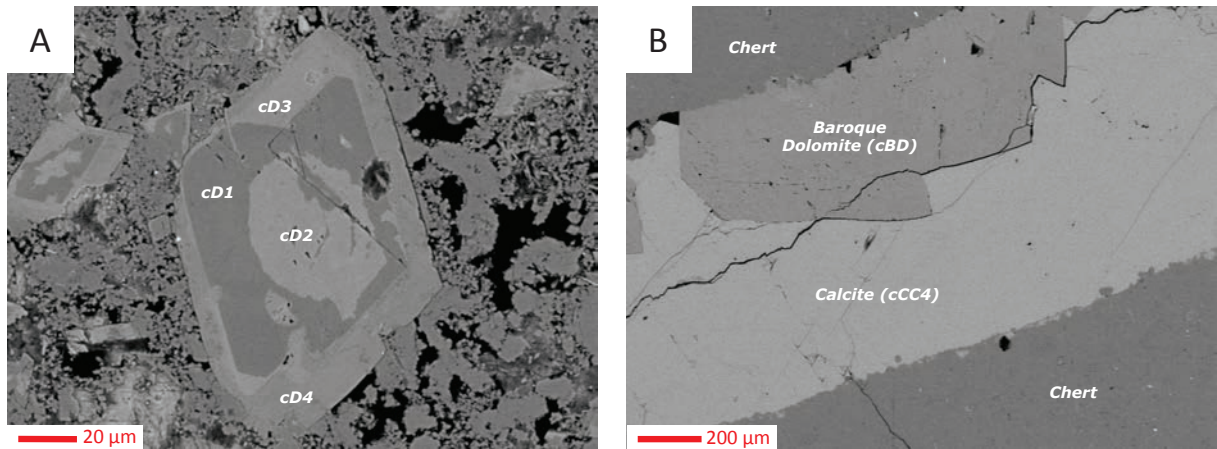 A
cD3
cD1
cD2
cD4
20 µm
B
Chert
Baroque
Dolomite (cBD)
Calcite (cCC4)
Chert
200 µm